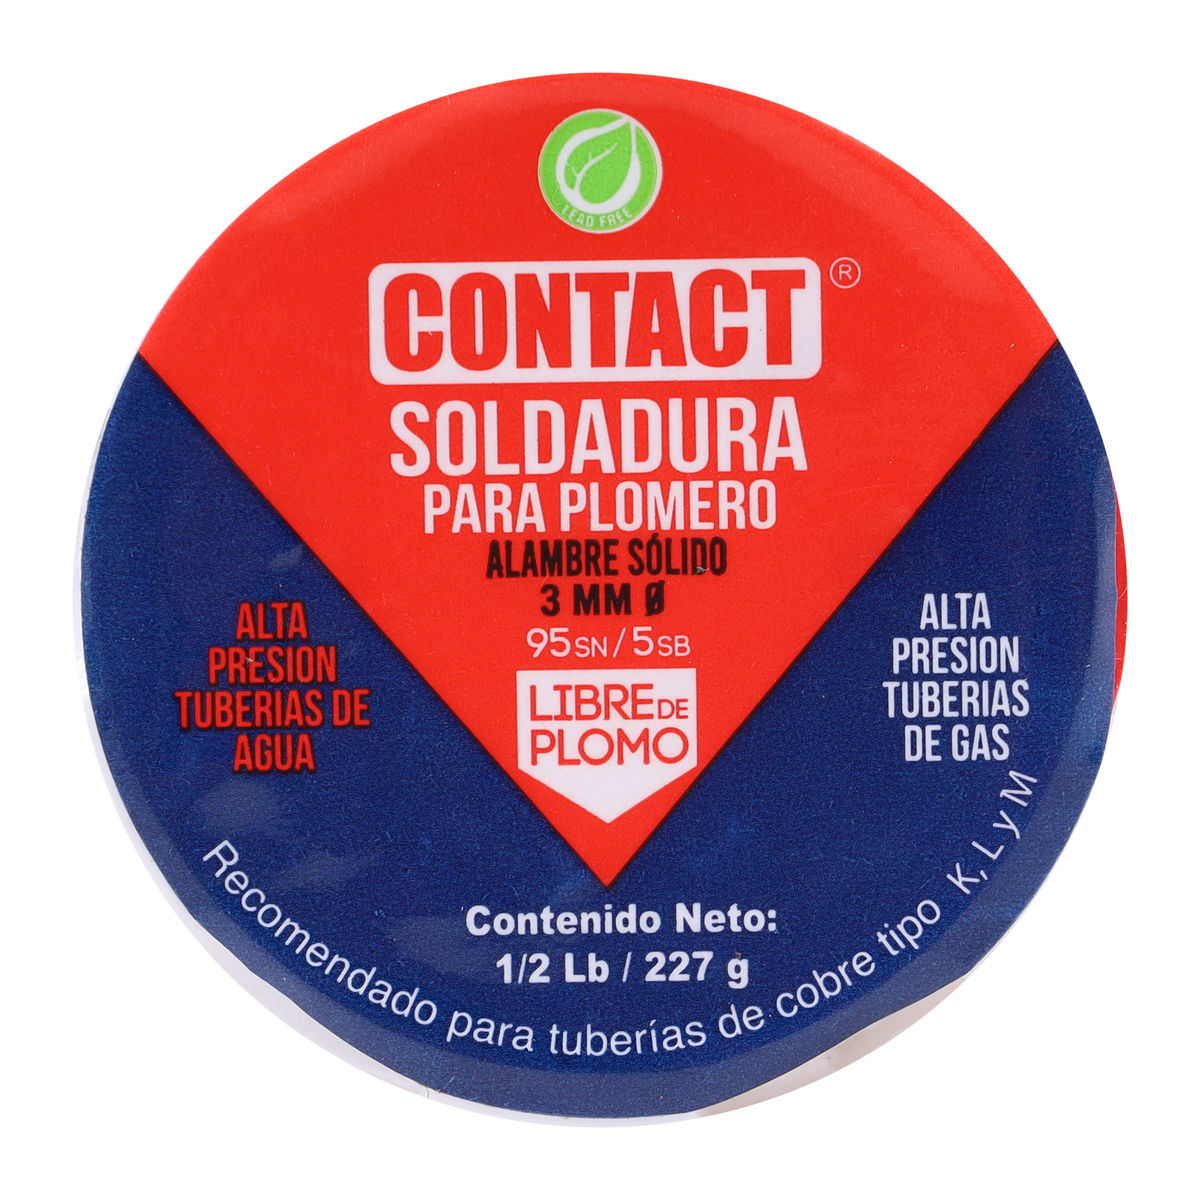 LEAD FREE
CONTACT®
SOLDADURA
PARA PLOMERO
ALAMBRE SÓLIDO
3 MM Ø
95SN/5SB
LIBRE DE
PLOMO
ALTA
PRESION
TUBERIAS DE
AGUA
ALTA
PRESION
TUBERIAS
DE GAS
Contenido Neto:
1/2 Lb / 227 g
Recomendado para tuberías de cobre tipo K, L y M